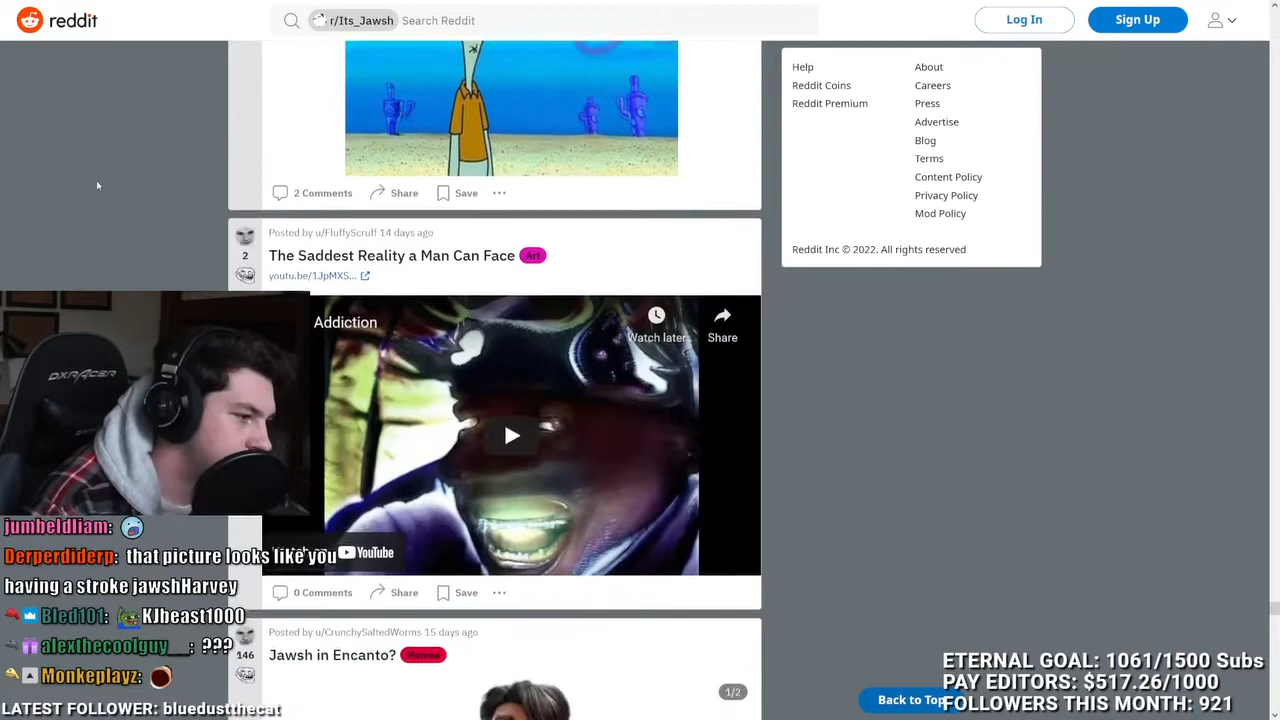 reddit
r/Its_Jawsh Search Reddit
Log In
Sign Up
Help
About
Reddit Coins
Careers
Reddit Premium
Press
Advertise
Blog
Terms
Content Policy
Privacy Policy
Mod Policy
Reddit Inc © 2022. All rights reserved
2 Comments Share Save
Posted by u/FluffyScruff 14 days ago
2
The Saddest Reality a Man Can Face Art
youtu.be/1JpMXS...
Addiction
Watch later
Share
YouTube
DXRACER
0 Comments Share Save
Posted by u/CrunchySaltedWorms 15 days ago
146
Jawsh in Encanto? Memes
1/2
Back to Top
jumbeldliam:
Derperdiderp: that picture looks like you
having a stroke jawshHarvey
Bled101: KJbeast1000
alexthecoolguy__: ???
Monkeplayz:
LATEST FOLLOWER: bluedustthecat
ETERNAL GOAL: 1061/1500 Subs
PAY EDITORS: $517.26/1000
FOLLOWERS THIS MONTH: 921